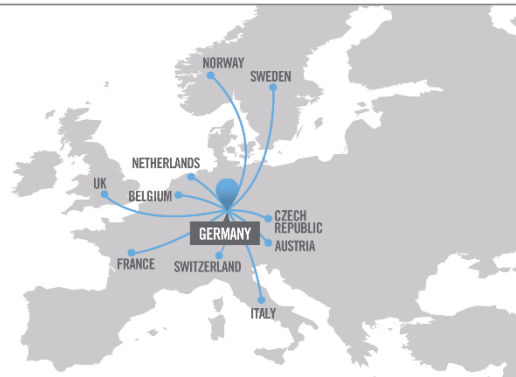 NORWAY
SWEDEN
NETHERLANDS
UK
BELGIUM
CZECH
REPUBLIC
GERMANY
AUSTRIA
FRANCE
SWITZERLAND
ITALY